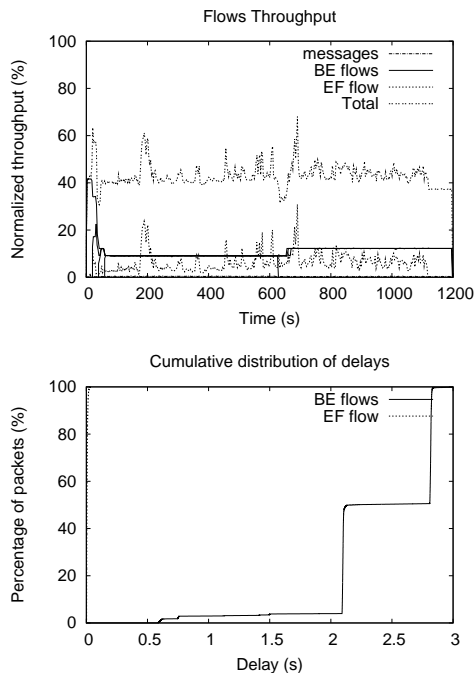 Flows Throughput
Normalized throughput (%)
100
80
60
40
20
0
messages
BE flows
EF flow
Total
0 200 400 600 800 1000 1200
Time (s)
Cumulative distribution of delays
Percentage of packets (%)
100
80
60
40
20
0
BE flows
EF flow
0 0.5 1 1.5 2 2.5 3
Delay (s)